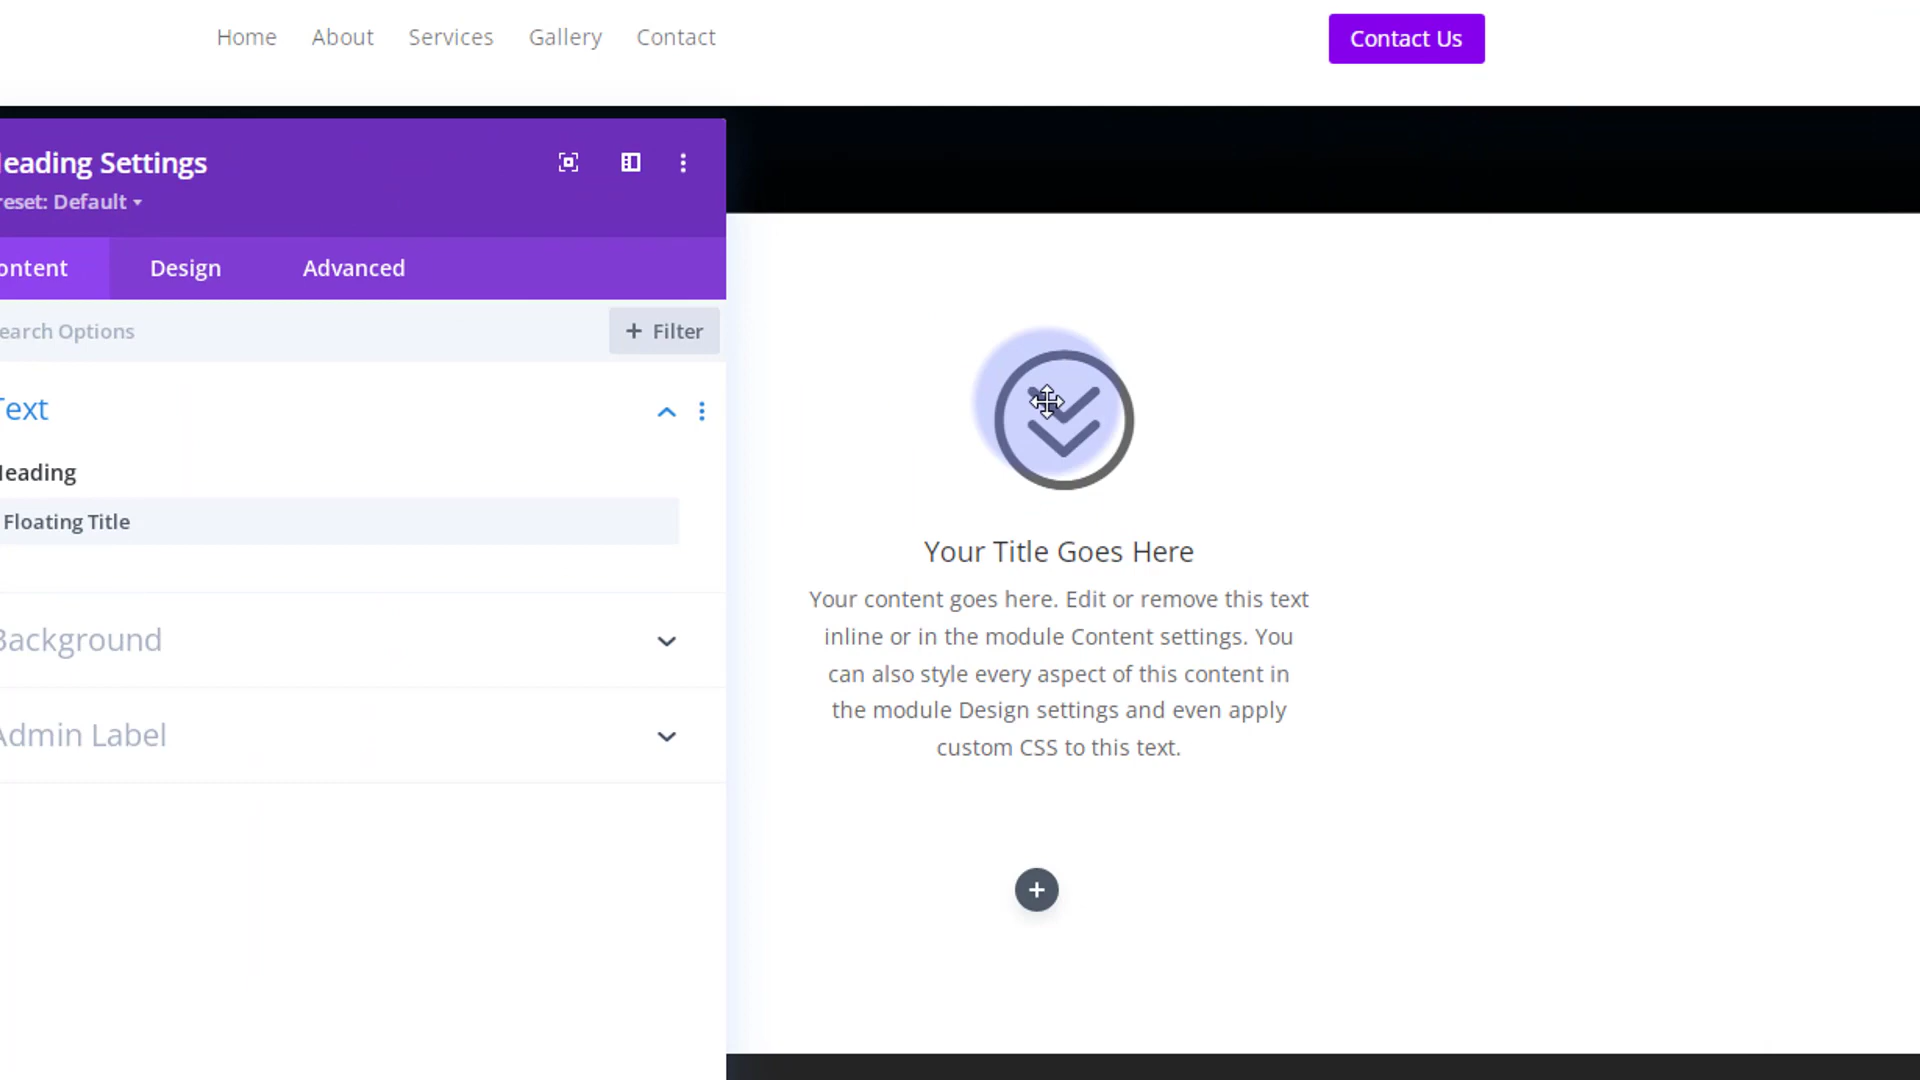 Home About Services Gallery Contact
Contact Us
eading Settings
reset: Default
ontent Design Advanced
earch Options
+ Filter
Text
eading
Floating Title
Background
Admin Label
Your Title Goes Here
Your content goes here. Edit or remove this text
inline or in the module Content settings. You
can also style every aspect of this content in
the module Design settings and even apply
custom CSS to this text.